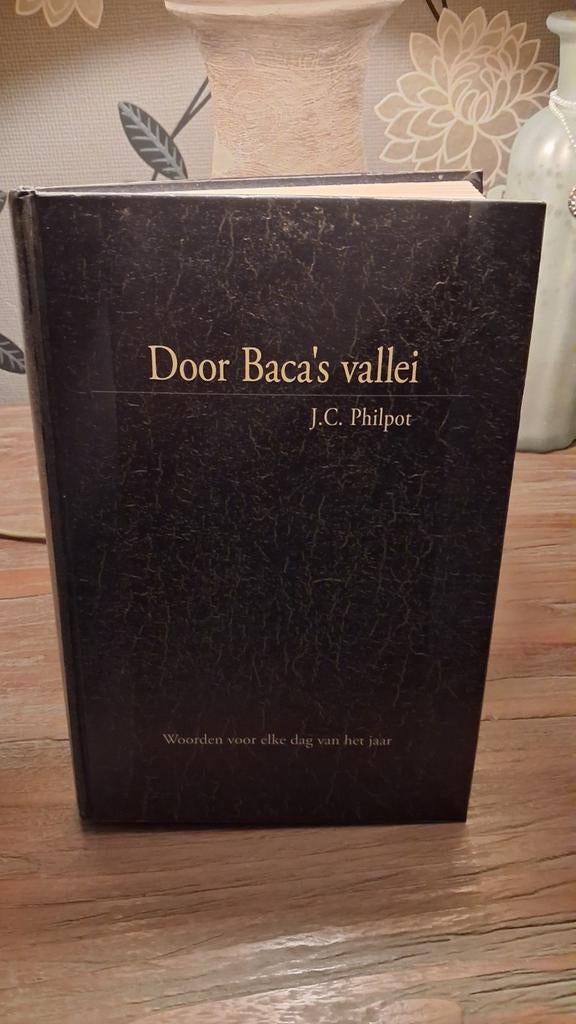 Door Baca's vallei
J.C. Philpot
Woorden voor elke dag van het jaar